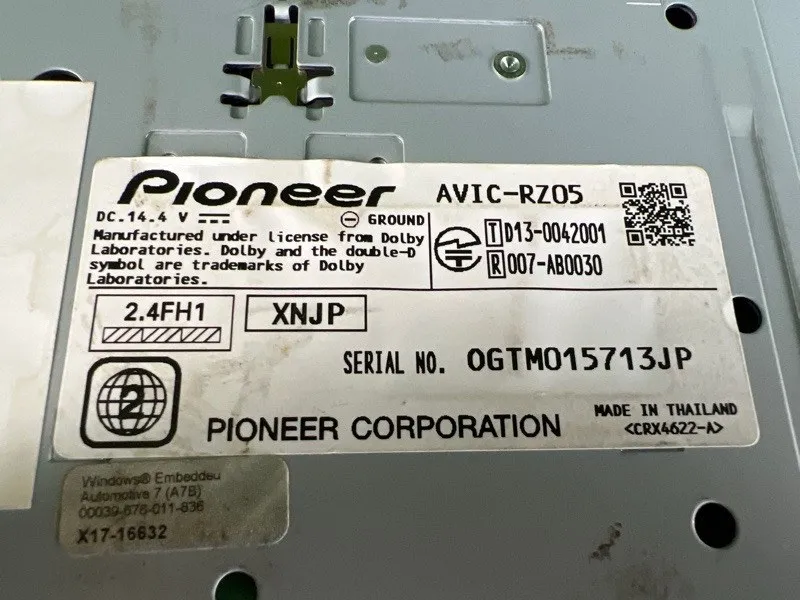 Pioneer
AVIC-RZ05
DC.14.4 V
GROUND
Manufactured under license from Dolby
Laboratories. Dolby and the double-D
symbol are trademarks of Dolby
Laboratories.
T D13-0042001
R 007-AB0030
2.4FH1
XNJP
SERIAL NO. OGTM015713JP
2
PIONEER CORPORATION
MADE IN THAILAND
<CRX4622-A>
Windows® Embedded
Automotive 7 (A7B)
00039-676-011-836
X17-16632